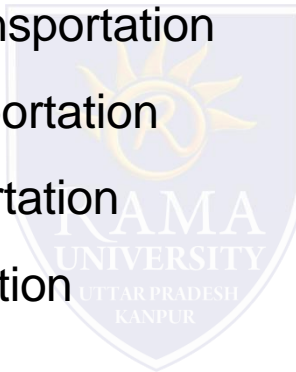 nsportation
ortation
rtation
tion
RAMA
UNIVERSITY
UTTAR PRADESH
KANPUR